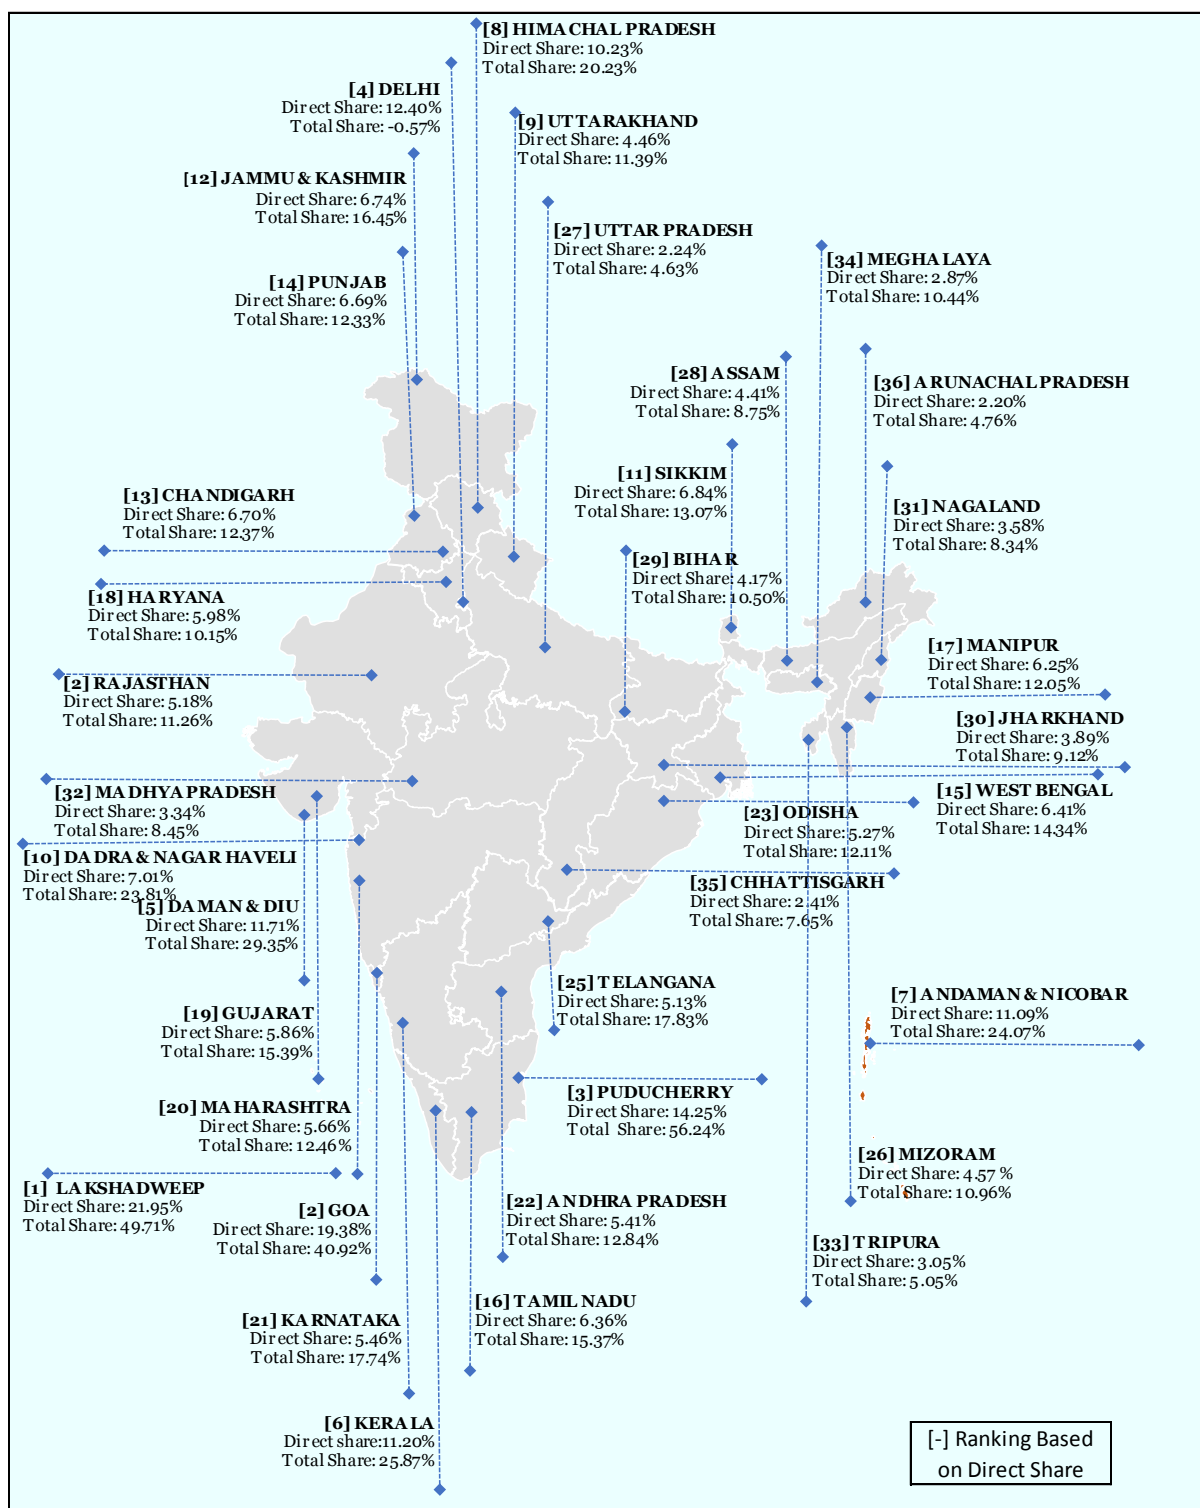 [8] HIMACHAL PRADESH
Direct Share: 10.23%
Total Share: 20.23%
[4] DELHI
Direct Share: 12.40%
Total Share: -0.57%
[9] UTTARAKHAND
Direct Share: 4.46%
Total Share: 11.39%
[12] JAMMU & KASHMIR
Direct Share: 6.74%
Total Share: 16.45%
[27] UTTAR PRADESH
Direct Share: 2.24%
Total Share: 4.63%
[34] MEGHALAYA
Direct Share: 2.87%
Total Share: 10.44%
[14] PUNJAB
Direct Share: 6.69%
Total Share: 12.33%
[28] ASSAM
Direct Share: 4.41%
Total Share: 8.75%
[36] ARUNACHAL PRADESH
Direct Share: 2.20%
Total Share: 4.76%
[11] SIKKIM
Direct Share: 6.84%
Total Share: 13.07%
[13] CHANDIGARH
Direct Share: 6.70%
Total Share: 12.37%
[31] NAGALAND
Direct Share: 3.58%
Total Share: 8.34%
[29] BIHAR
Direct Share: 4.17%
Total Share: 10.50%
[18] HARYANA
Direct Share: 5.98%
Total Share: 10.15%
[17] MANIPUR
Direct Share: 6.25%
Total Share: 12.05%
[2] RAJASTHAN
Direct Share: 5.18%
Total Share: 11.26%
[30] JHARKHAND
Direct Share: 3.89%
Total Share: 9.12%
[32] MADHYA PRADESH
Direct Share: 3.34%
Total Share: 8.45%
[15] WEST BENGAL
Direct Share: 6.41%
Total Share: 14.34%
[23] ODISHA
Direct Share: 5.27%
Total Share: 12.11%
[10] DADRA & NAGAR HAVELI
Direct Share: 7.01%
Total Share: 23.81%
[35] CHHATTISGARH
Direct Share: 2.41%
Total Share: 7.65%
[5] DAMAN & DIU
Direct Share: 11.71%
Total Share: 29.35%
[25] TELANGANA
Direct Share: 5.13%
Total Share: 17.83%
[7] ANDAMAN & NICOBAR
Direct Share: 11.09%
Total Share: 24.07%
[19] GUJARAT
Direct Share: 5.86%
Total Share: 15.39%
[3] PUDUCHERRY
Direct Share: 14.25%
Total Share: 56.24%
[20] MAHARASHTRA
Direct Share: 5.66%
Total Share: 12.46%
[26] MIZORAM
Direct Share: 4.57 %
Total Share: 10.96%
[1] LAKSHADWEEP
Direct Share: 21.95%
Total Share: 49.71%
[2] GOA
Direct Share: 19.38%
Total Share: 40.92%
[22] ANDHRA PRADESH
Direct Share: 5.41%
Total Share: 12.84%
[33] TRIPURA
Direct Share: 3.05%
Total Share: 5.05%
[16] TAMIL NADU
Direct Share: 6.36%
Total Share: 15.37%
[21] KARNATAKA
Direct Share: 5.46%
Total Share: 17.74%
[6] KERALA
Direct share:11.20%
Total Share: 25.87%
[-] Ranking Based
on Direct Share